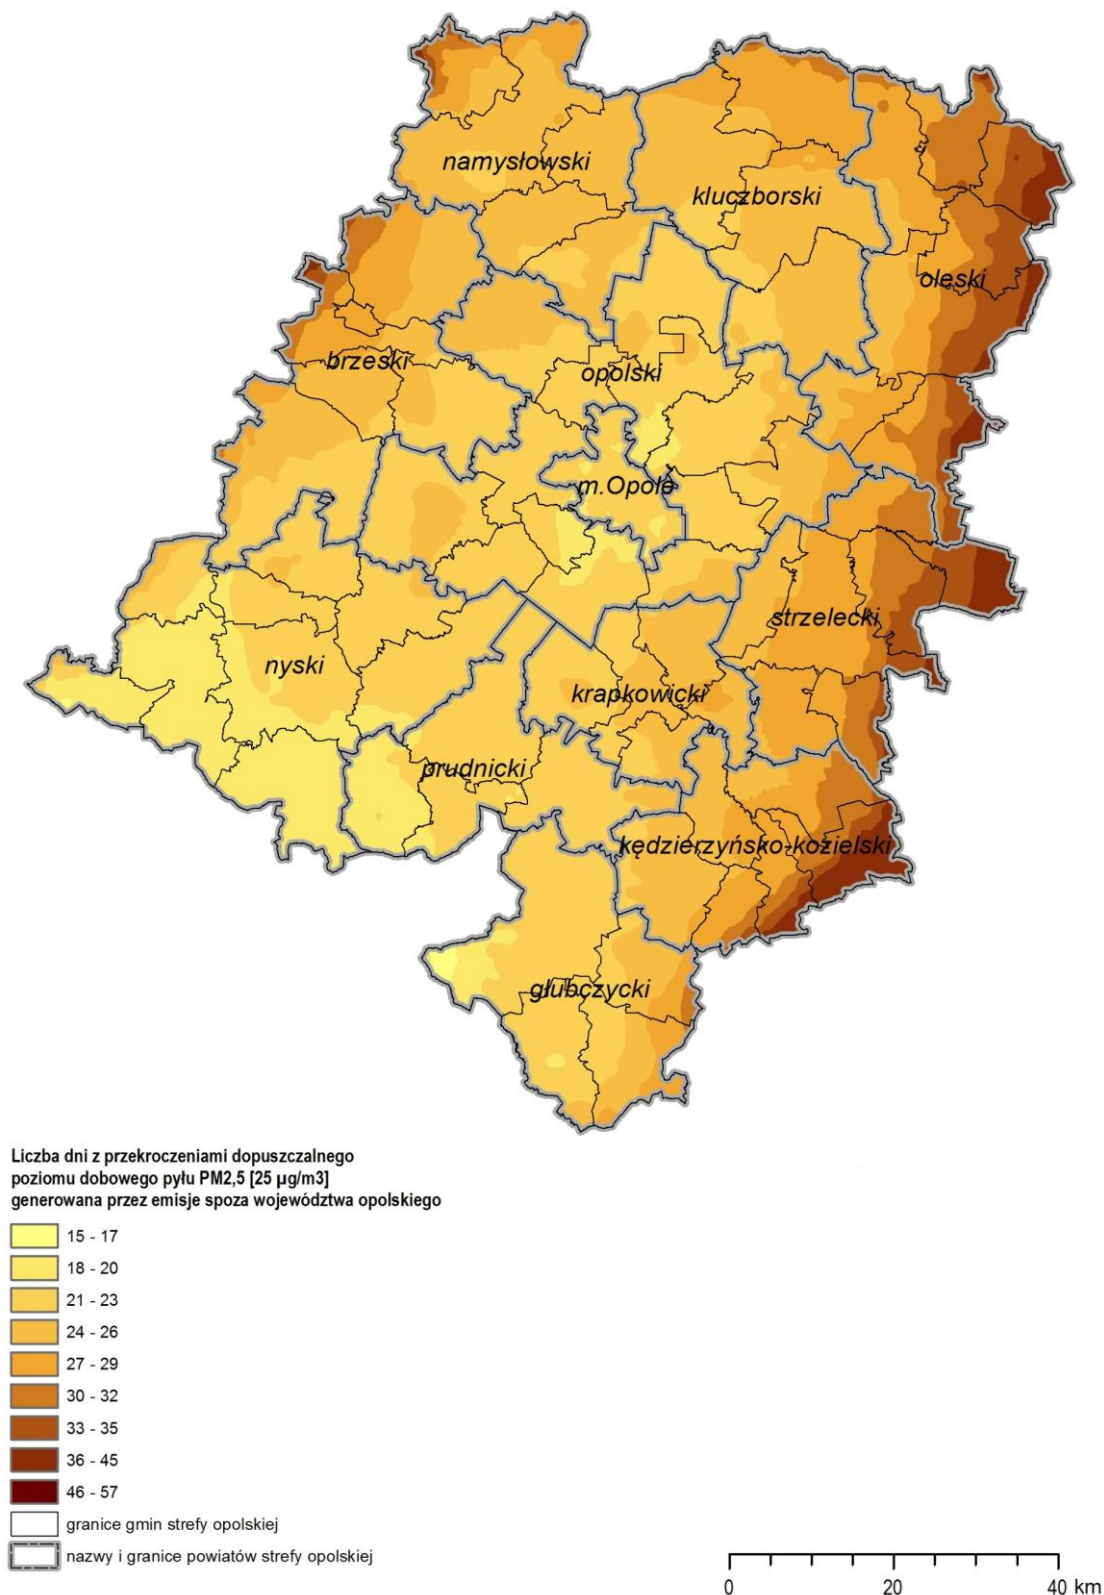 namysłowski
kluczborski
oleski
brzeski
opolski
m.Opole
strzelecki
nyski
krapkowicki
prudnicki
kędzierzyńsko-kozielski
głubczycki
Liczba dni z przekroczeniami dopuszczalnego
poziomu dobowego pyłu PM2,5 [25 µg/m3]
generowana przez emisje spoza województwa opolskiego
15 - 17
18 - 20
21 - 23
24 - 26
27 - 29
30 - 32
33 - 35
36 - 45
46 - 57
granice gmin strefy opolskiej
nazwy i granice powiatów strefy opolskiej
0 20 40 km